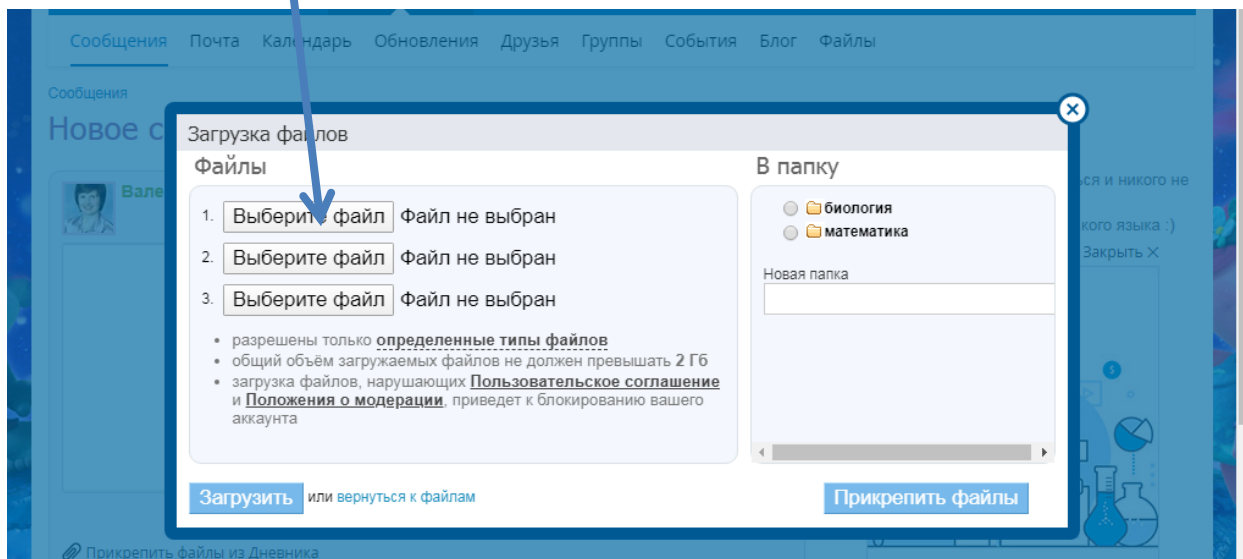 Сообщения Почта Календарь Обновления Друзья Группы События Блог Файлы
Сообщения
Новое с
Загрузка файлов
Файлы
В папку
Вале
ься и никого не
1. Выберите файл Файл не выбран
биология
кого языка :)
математика
2. Выберите файл Файл не выбран
Закрыть ×
Новая папка
3. Выберите файл Файл не выбран
• разрешены только определенные типы файлов
• общий объём загружаемых файлов не должен превышать 2 Гб
• загрузка файлов, нарушающих Пользовательское соглашение
и Положения о модерации, приведет к блокированию вашего
аккаунта
Загрузить или вернуться к файлам
Прикрепить файлы
Прикрепить файлы из Дневника